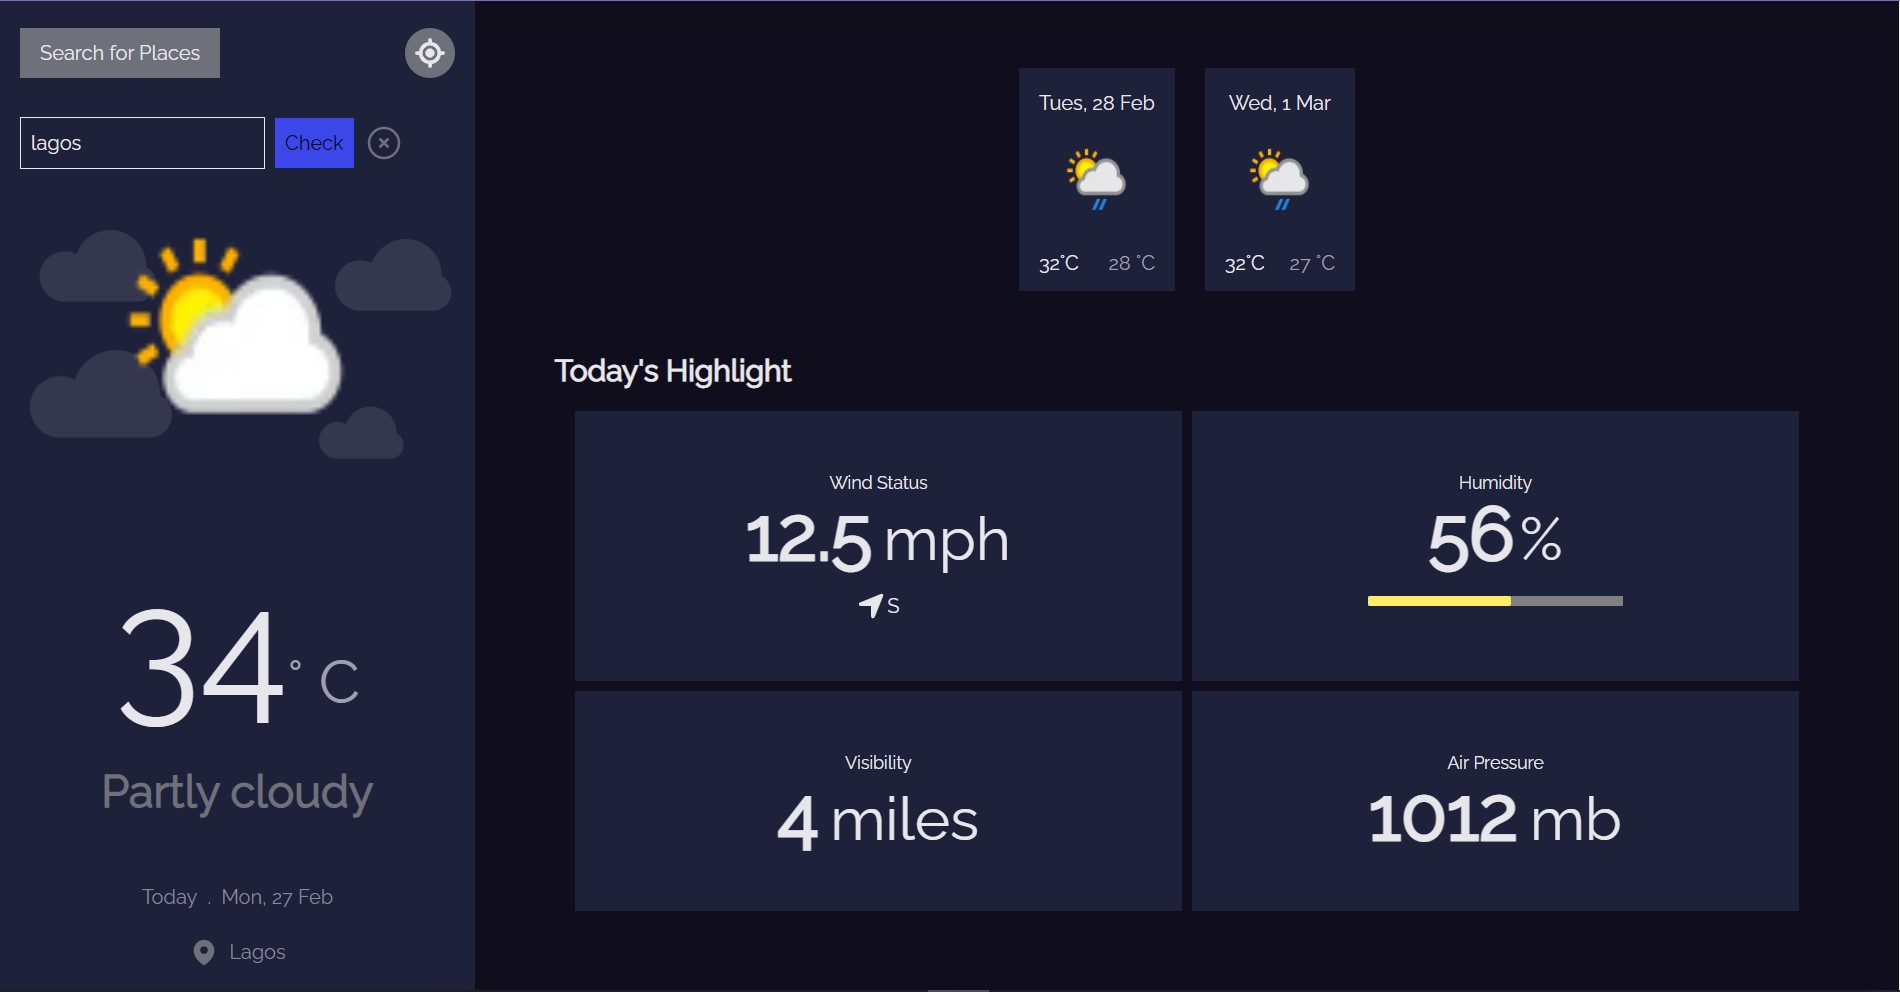 Search for Places
lagos
Check
34° C
Partly cloudy
Today . Mon, 27 Feb
Lagos
Tues, 28 Feb
32°C 28 °C
Wed, 1 Mar
32°C 27 °C
Today's Highlight
Wind Status
12.5 mph
S
Humidity
56%
Visibility
4 miles
Air Pressure
1012 mb